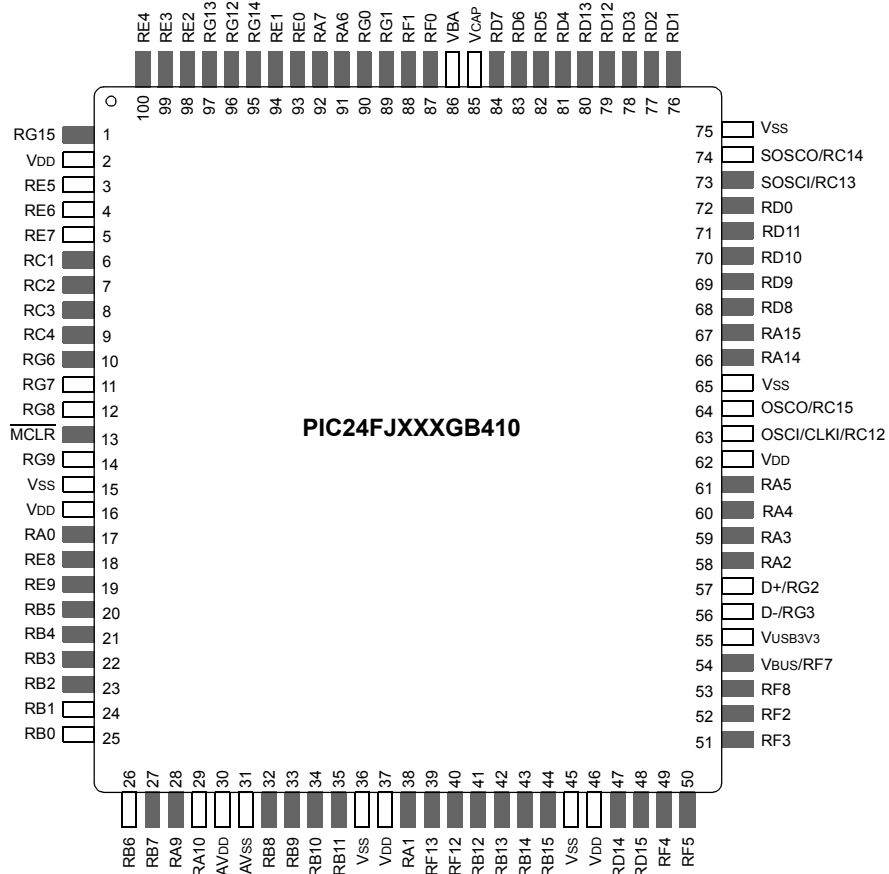 RE4 RE3 RE2 RG13 RG12 RG14 RE1 RE0 RA7 RA6 RG0 RG1 RF1 RF0 VBA VCAP RD7 RD6 RD5 RD4 RD13 RD12 RD3 RD2 RD1
100 99 98 97 96 95 94 93 92 91 90 89 88 87 86 85 84 83 82 81 80 79 78 77 76
RG15 1
VDD 2
RE5 3
RE6 4
RE7 5
RC1 6
RC2 7
RC3 8
RC4 9
RG6 10
RG7 11
RG8 12
MCLR 13
RG9 14
VSS 15
VDD 16
RA0 17
RE8 18
RE9 19
RB5 20
RB4 21
RB3 22
RB2 23
RB1 24
RB0 25
PIC24FJXXXGB410
75 VSS
74 SOSCO/RC14
73 SOSCI/RC13
72 RD0
71 RD11
70 RD10
69 RD9
68 RD8
67 RA15
66 RA14
65 VSS
64 OSCO/RC15
63 OSCI/CLKI/RC12
62 VDD
61 RA5
60 RA4
59 RA3
58 RA2
57 D+/RG2
56 D-/RG3
55 VUSB3V3
54 VBUS/RF7
53 RF8
52 RF2
51 RF3
26 27 28 29 30 31 32 33 34 35 36 37 38 39 40 41 42 43 44 45 46 47 48 49 50
RB6 RB7 RA9 RA10 AVDD AVSS RB8 RB9 RB10 RB11 VSS VDD RA1 RF13 RF12 RB12 RB13 RB14 RB15 VSS VDD RD14 RD15 RF4 RF5